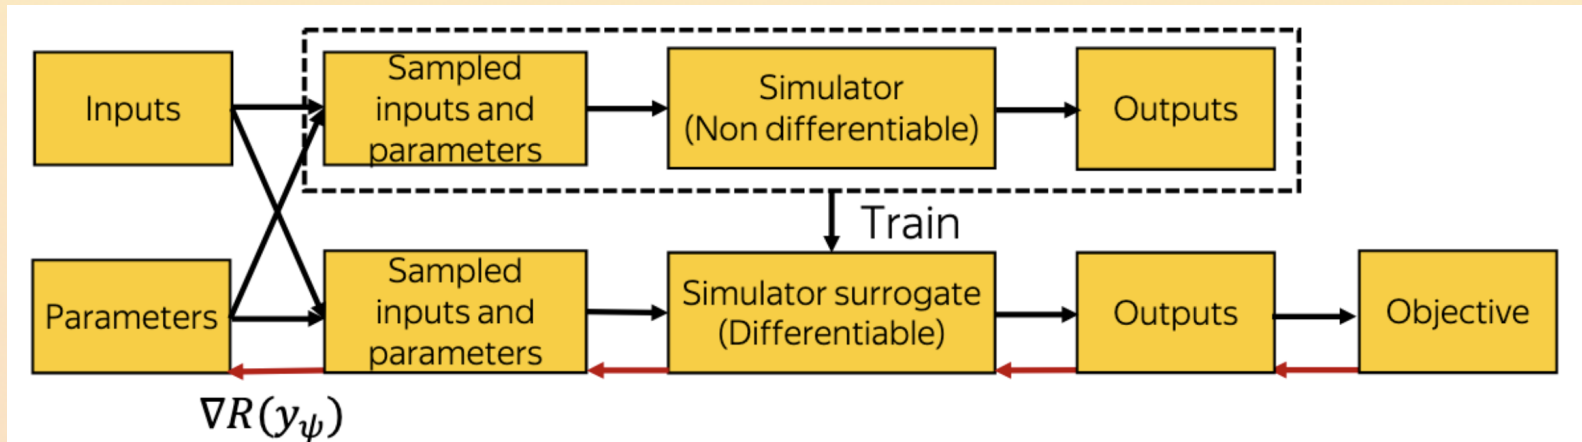 Inputs
Sampled
inputs and
parameters
Simulator
(Non differentiable)
Outputs
Train
Parameters
Sampled
inputs and
parameters
Simulator surrogate
(Differentiable)
Outputs
Objective
∇R(y_ψ)